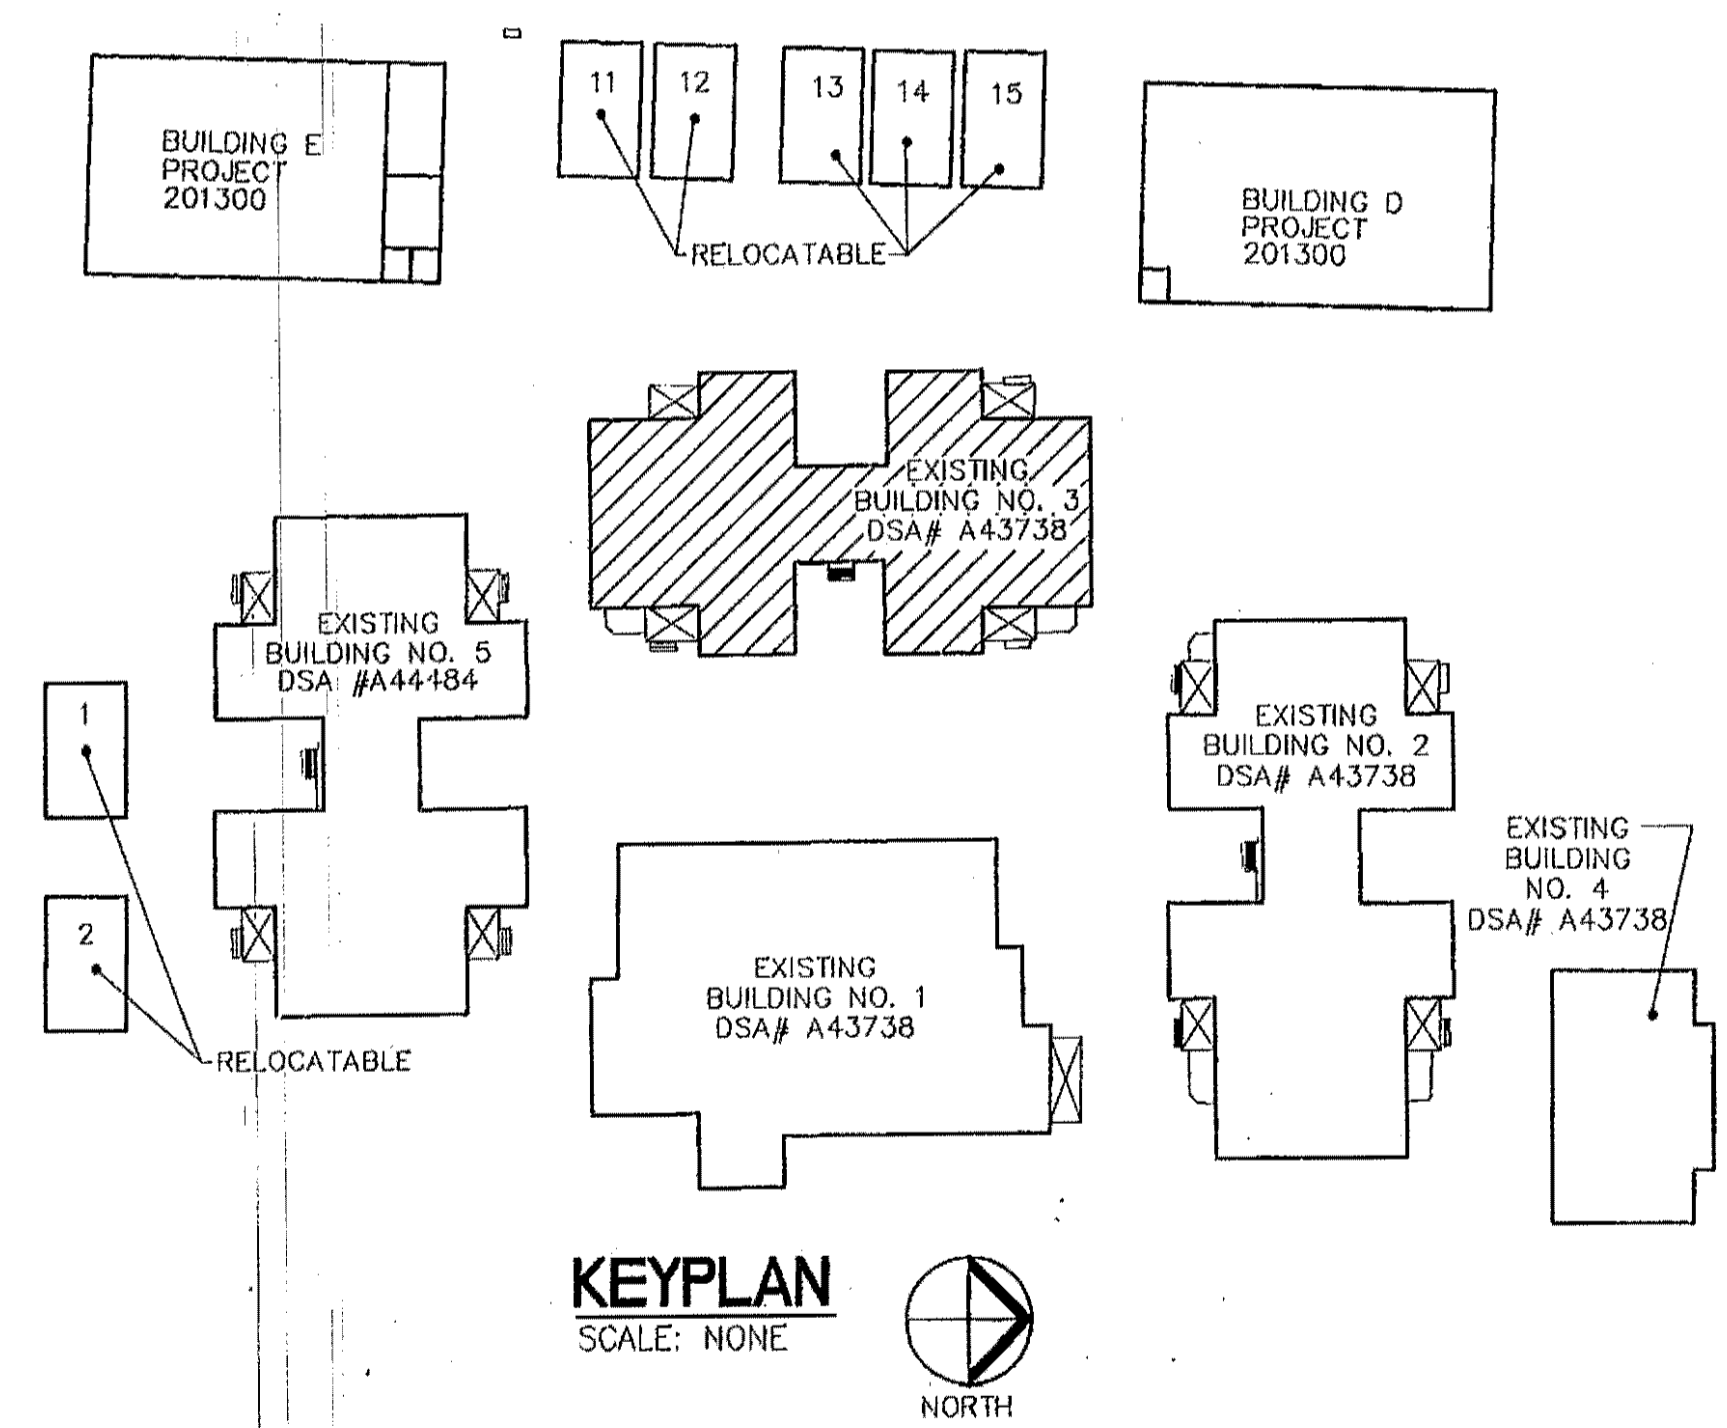 BUILDING E
PROJECT
201300
11
12
13
14
15
RELOCATABLE
BUILDING D
PROJECT
201300
EXISTING
BUILDING NO. 3
DSA# A43738
EXISTING
BUILDING NO. 5
DSA #A44484
1
2
RELOCATABLE
EXISTING
BUILDING NO. 2
DSA# A43738
EXISTING
BUILDING
NO. 4
DSA# A43738
EXISTING
BUILDING NO. 1
DSA# A43738
KEYPLAN
SCALE: NONE
NORTH